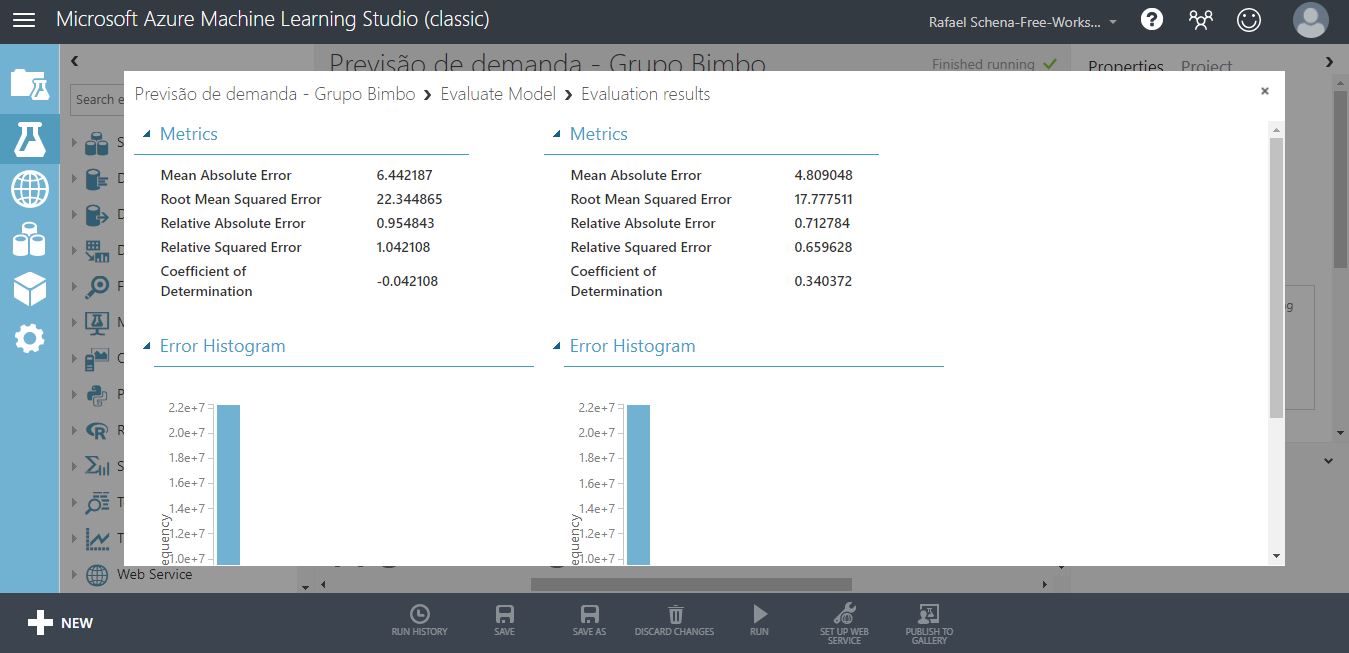 Microsoft Azure Machine Learning Studio (classic)
Rafael Schena-Free-Works...
Previsão de demanda - Grupo Bimbo
Finished running
Properties Project
Search e
Previsão de demanda - Grupo Bimbo > Evaluate Model > Evaluation results
Metrics
Mean Absolute Error 6.442187
Root Mean Squared Error 22.344865
Relative Absolute Error 0.954843
Relative Squared Error 1.042108
Coefficient of
Determination -0.042108
Metrics
Mean Absolute Error 4.809048
Root Mean Squared Error 17.777511
Relative Absolute Error 0.712784
Relative Squared Error 0.659628
Coefficient of
Determination 0.340372
Error Histogram
2.2e+7
2.0e+7
1.8e+7
1.6e+7
1.4e+7
1.2e+7
1.0e+7
equency
Error Histogram
2.2e+7
2.0e+7
1.8e+7
1.6e+7
1.4e+7
1.2e+7
1.0e+7
equency
Web Service
NEW
RUN HISTORY
SAVE
SAVE AS
DISCARD CHANGES
RUN
SET UP WEB
SERVICE
PUBLISH TO
GALLERY